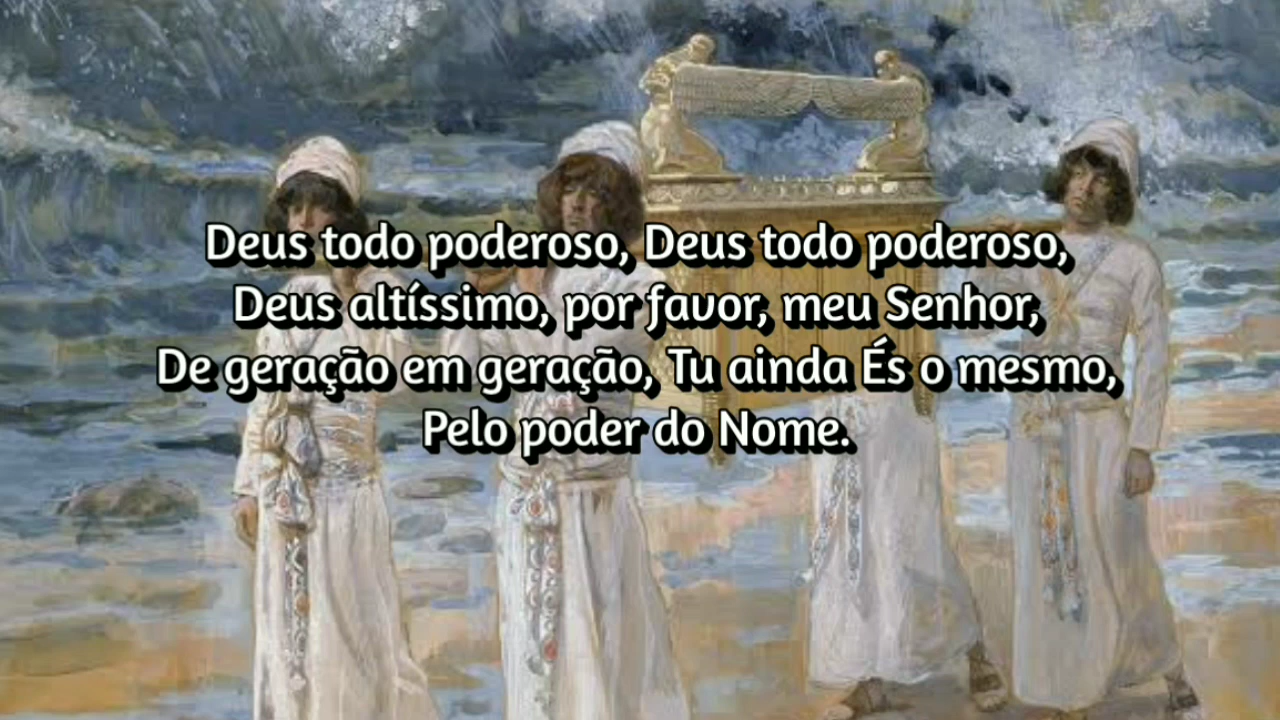 Deus todo poderoso, Deus todo poderoso,
Deus altíssimo, por favor, meu Senhor,
De geração em geração, Tu ainda És o mesmo,
Pelo poder do Nome.